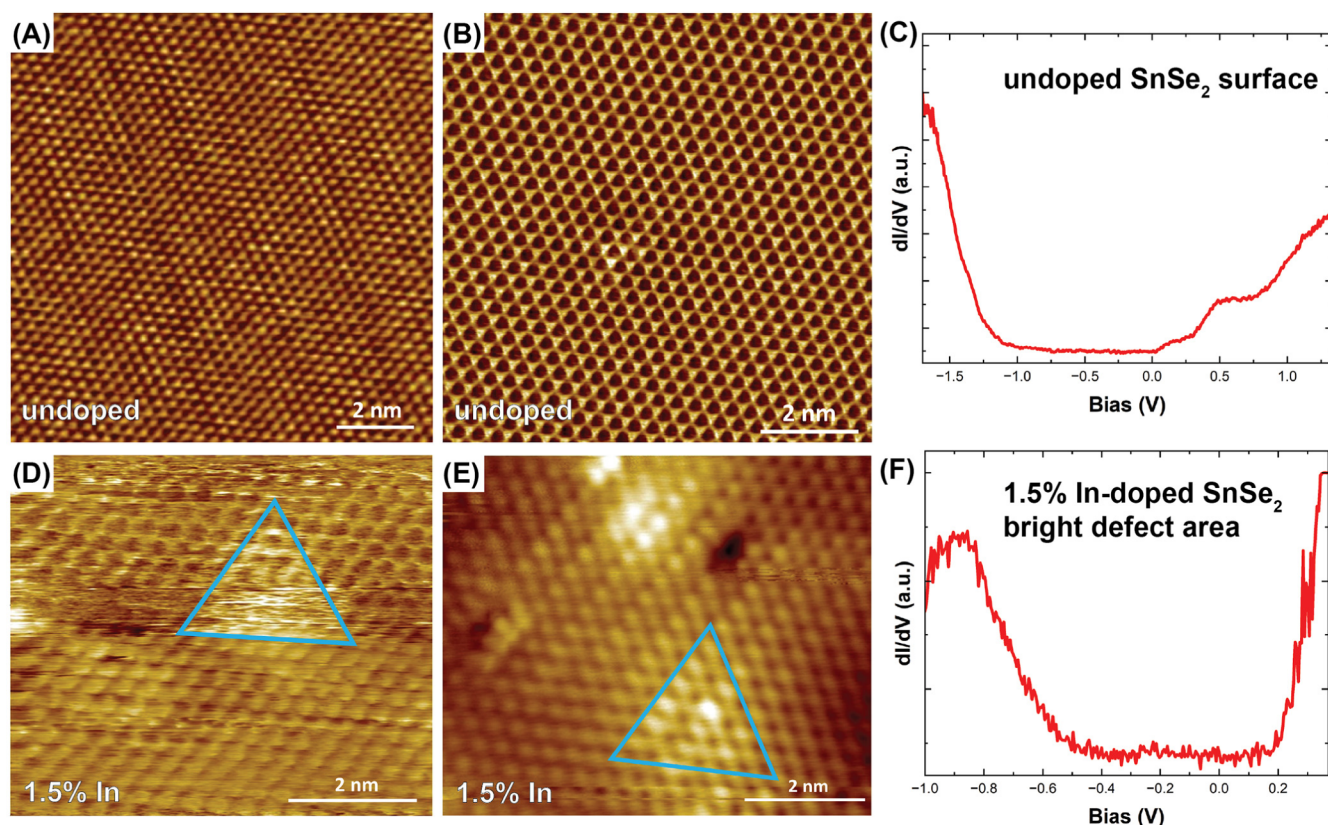 (A)
undoped
2 nm
(B)
undoped
2 nm
(C)
undoped SnSe₂ surface
dI/dV (a.u.)
−1.5 −1.0 −0.5 0.0 0.5 1.0
Bias (V)
(D)
1.5% In
2 nm
(E)
1.5% In
2 nm
(F)
1.5% In-doped SnSe₂
bright defect area
dI/dV (a.u.)
−1.0 −0.8 −0.6 −0.4 −0.2 0.0 0.2
Bias (V)